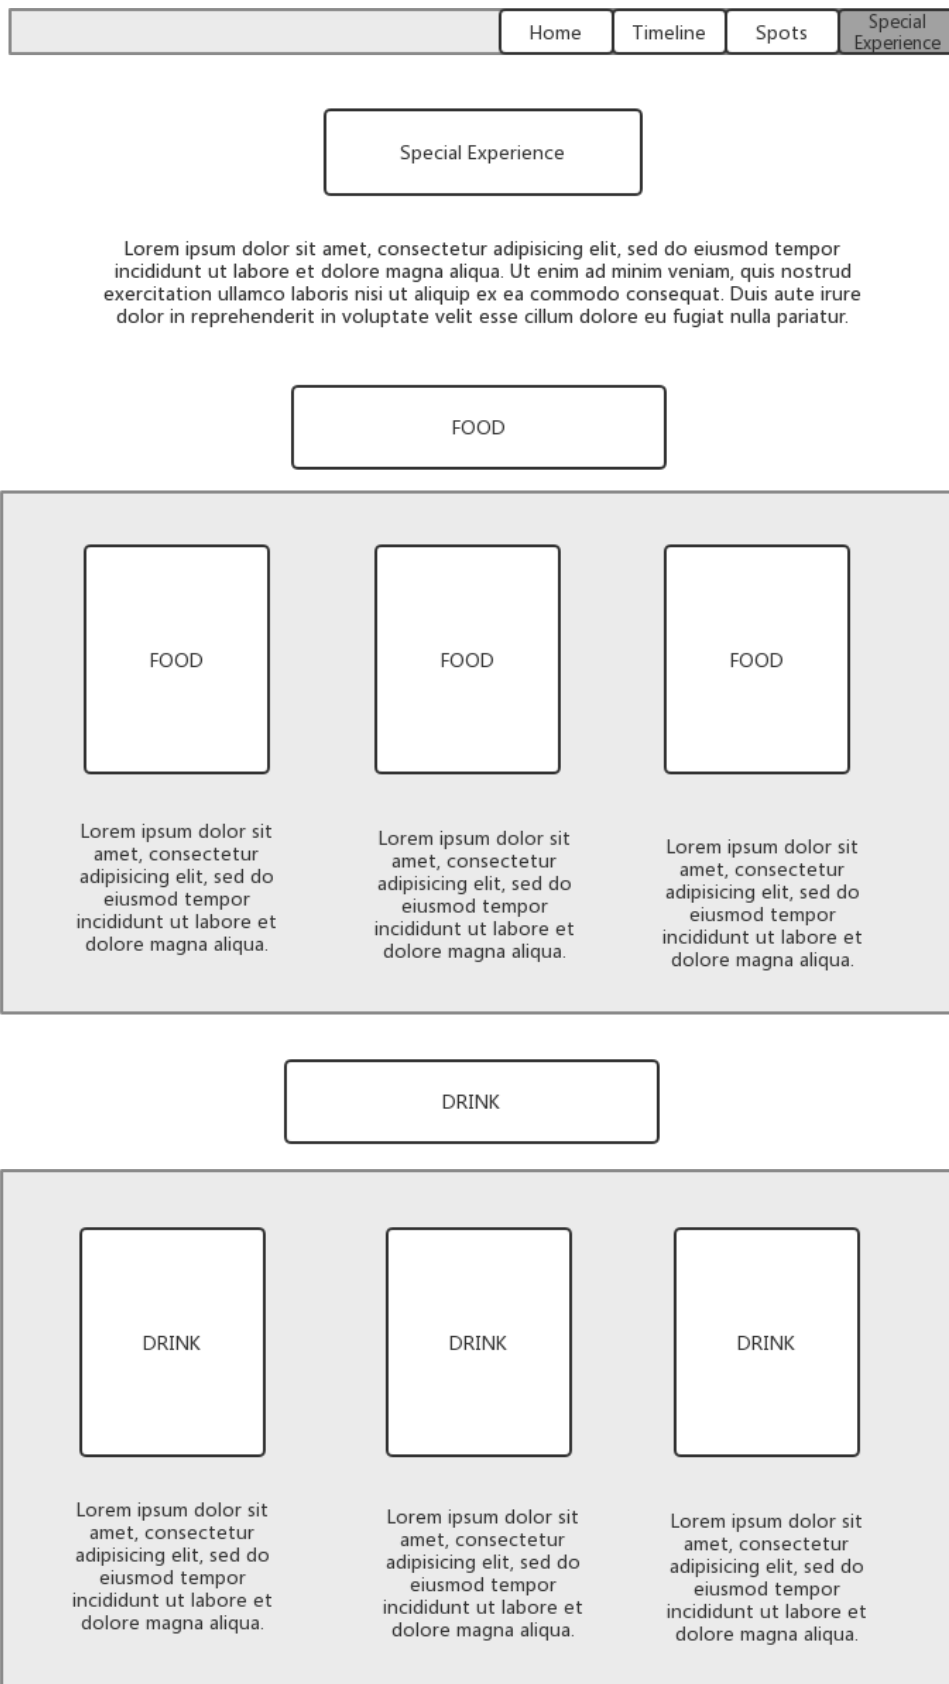 Home
Timeline
Spots
Special
Experience
Special Experience
Lorem ipsum dolor sit amet, consectetur adipisicing elit, sed do eiusmod tempor
incididunt ut labore et dolore magna aliqua. Ut enim ad minim veniam, quis nostrud
exercitation ullamco laboris nisi ut aliquip ex ea commodo consequat. Duis aute irure
dolor in reprehenderit in voluptate velit esse cillum dolore eu fugiat nulla pariatur.
FOOD
FOOD
FOOD
FOOD
Lorem ipsum dolor sit
amet, consectetur
adipisicing elit, sed do
eiusmod tempor
incididunt ut labore et
dolore magna aliqua.
Lorem ipsum dolor sit
amet, consectetur
adipisicing elit, sed do
eiusmod tempor
incididunt ut labore et
dolore magna aliqua.
Lorem ipsum dolor sit
amet, consectetur
adipisicing elit, sed do
eiusmod tempor
incididunt ut labore et
dolore magna aliqua.
DRINK
DRINK
DRINK
DRINK
Lorem ipsum dolor sit
amet, consectetur
adipisicing elit, sed do
eiusmod tempor
incididunt ut labore et
dolore magna aliqua.
Lorem ipsum dolor sit
amet, consectetur
adipisicing elit, sed do
eiusmod tempor
incididunt ut labore et
dolore magna aliqua.
Lorem ipsum dolor sit
amet, consectetur
adipisicing elit, sed do
eiusmod tempor
incididunt ut labore et
dolore magna aliqua.